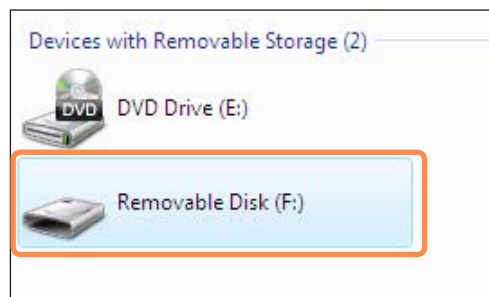 Devices with Removable Storage (2)
DVD
DVD Drive (E:)
Removable Disk (F:)